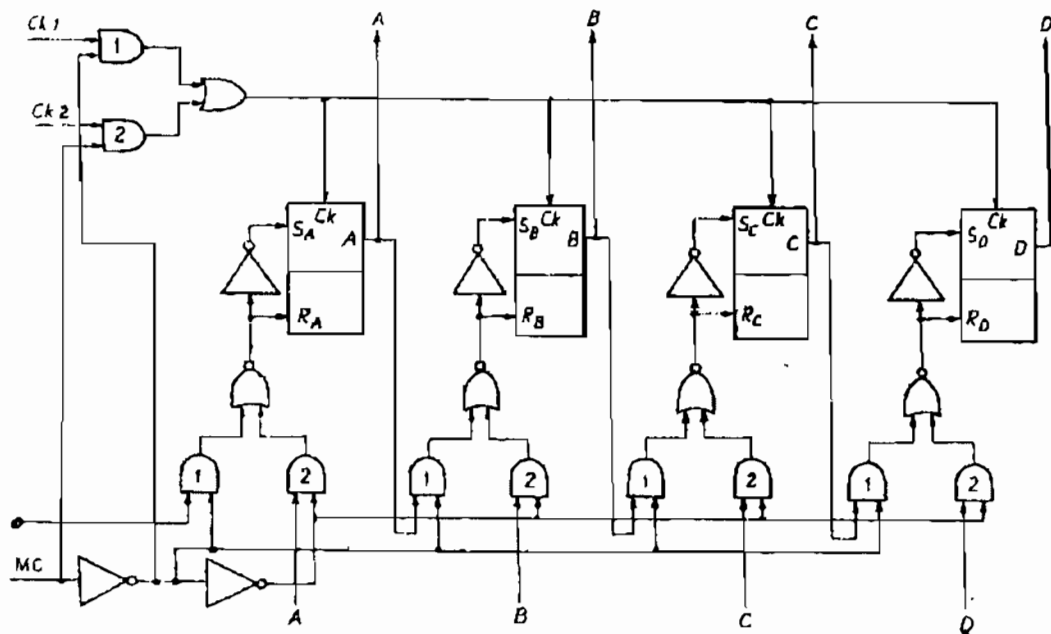 A B C D
Ck 1
1
Ck 2
2
Ck Ck Ck Ck
S_A A S_B B S_C C S_D D
R_A R_B R_C R_D
1 2 1 2 1 2 1 2
MC
A B C D